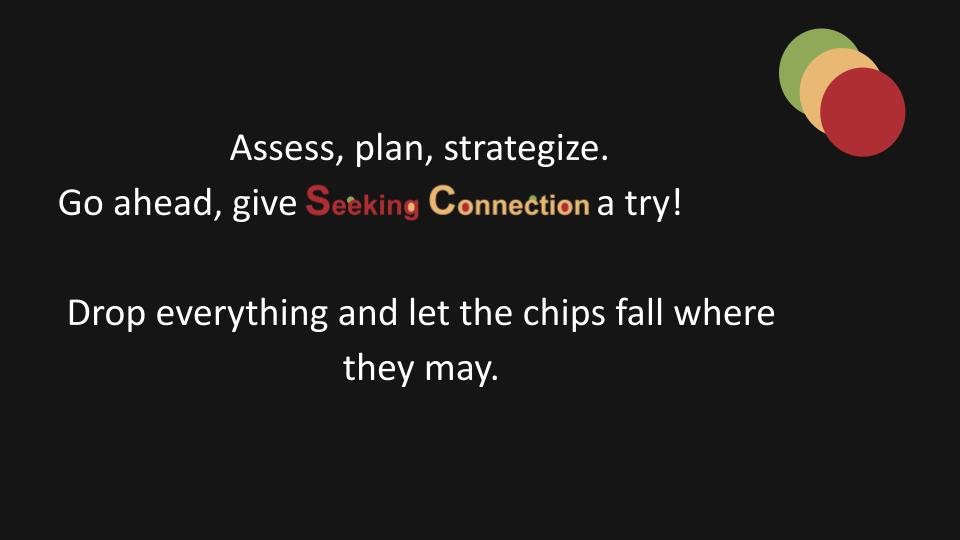 Assess, plan, strategize.
Go ahead, give Seeking Connection a try!
Drop everything and let the chips fall where
they may.